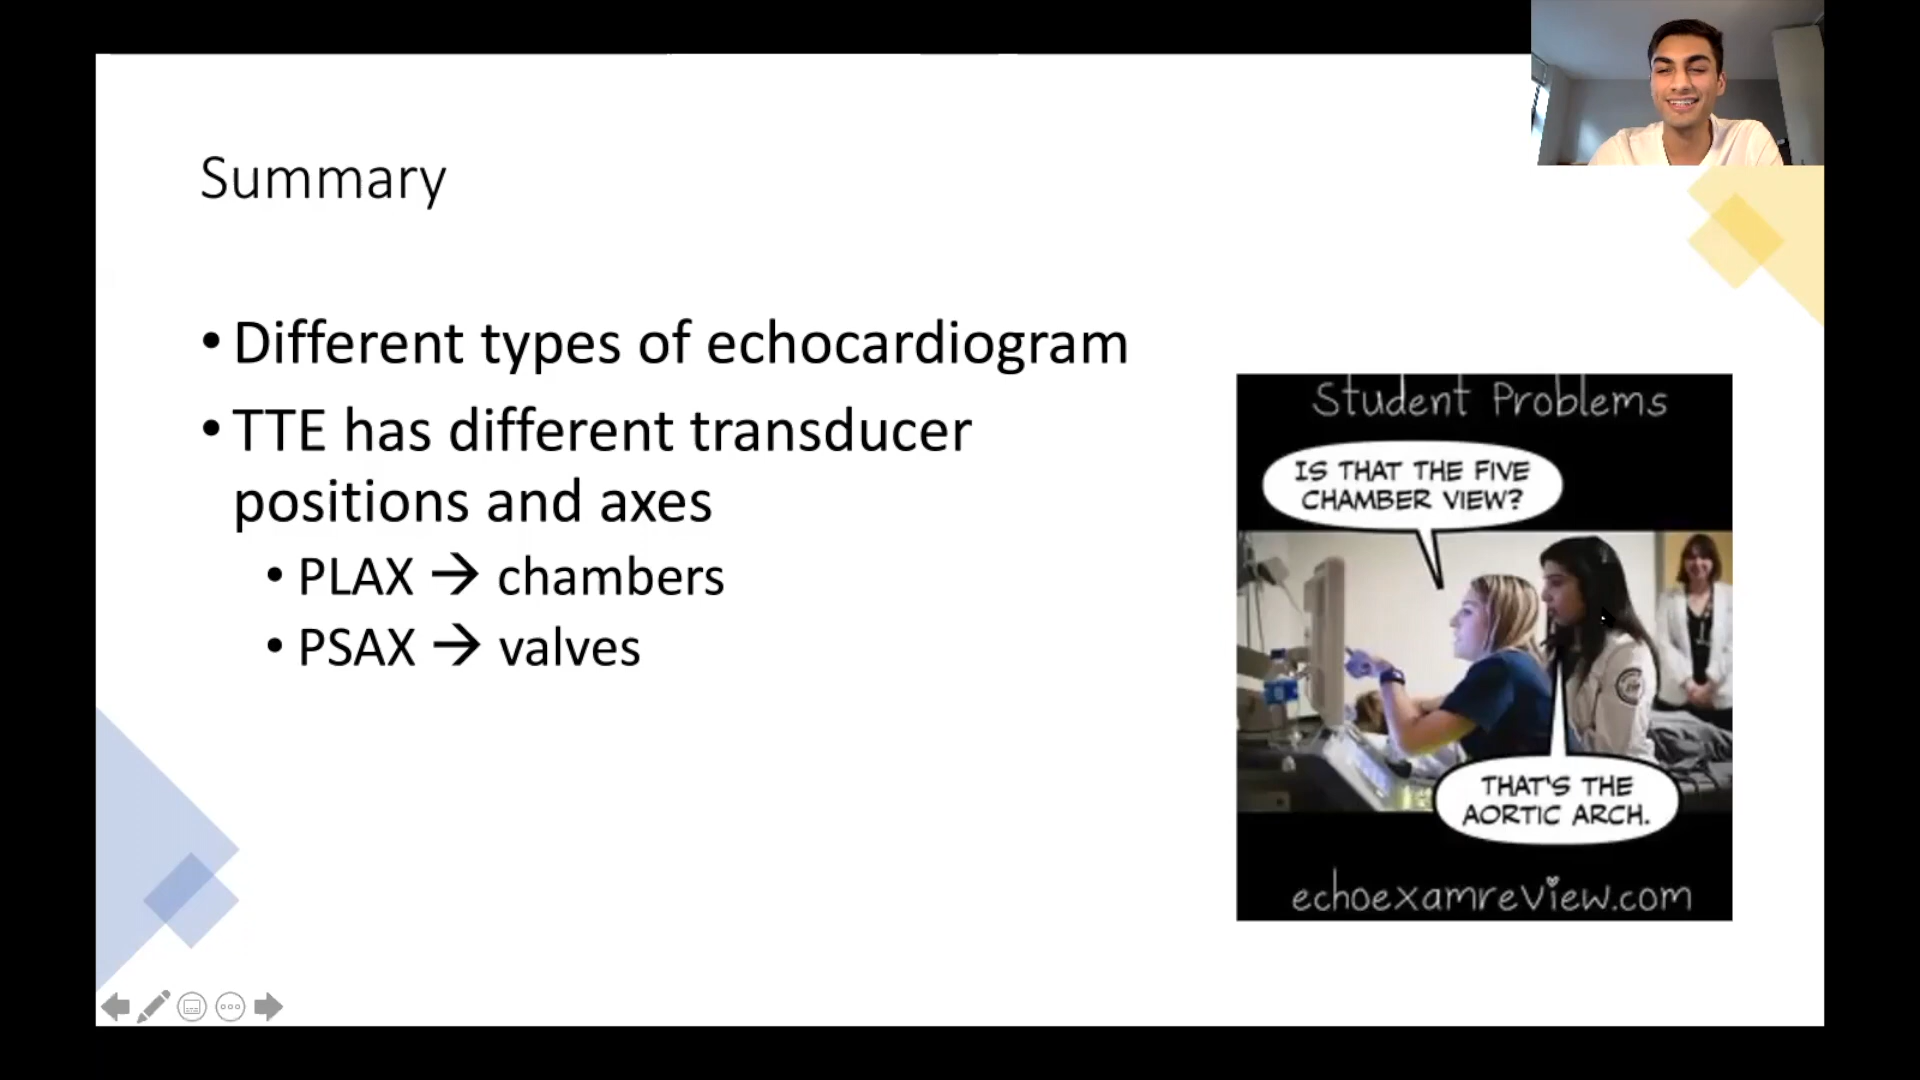 Summary
• Different types of echocardiogram
• TTE has different transducer
positions and axes
• PLAX → chambers
• PSAX → valves
Student Problems
IS THAT THE FIVE
CHAMBER VIEW?
THAT'S THE
AORTIC ARCH.
echoexamreview.com